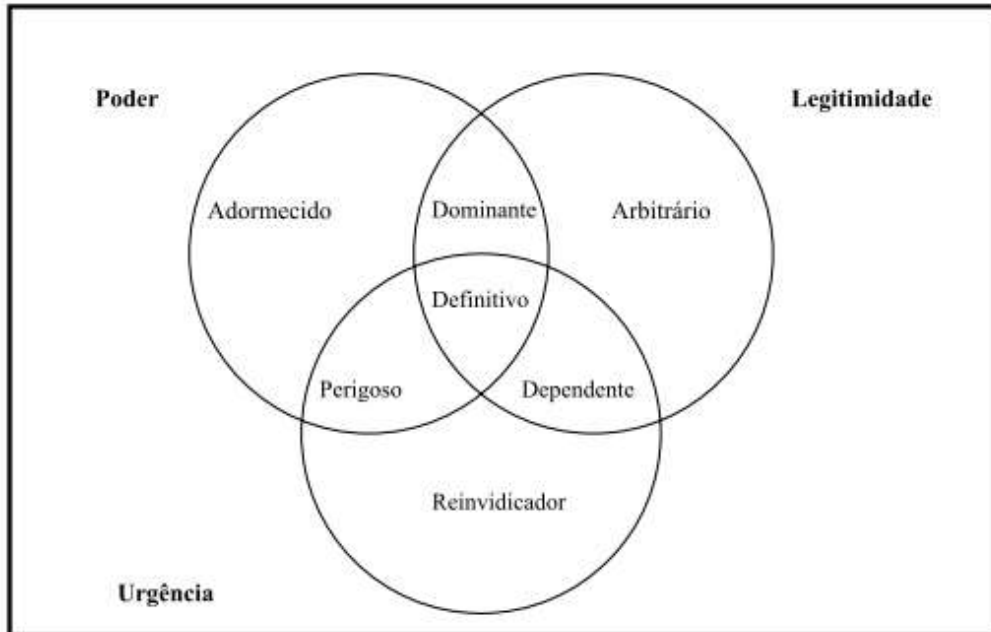 Poder
Legitimidade
Adormecido
Dominante
Arbitrário
Definitivo
Perigoso
Dependente
Reinvidicador
Urgência